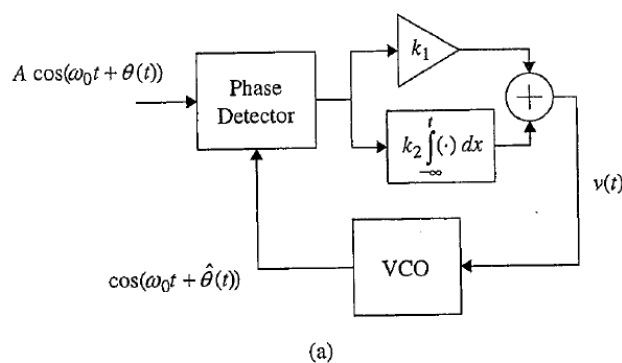 A cos(ω₀t + θ(t))
Phase
Detector
k₁
+
k₂ ∫_{-∞}^{t} (·) dx
v(t)
VCO
cos(ω₀t + θ̂(t))
(a)